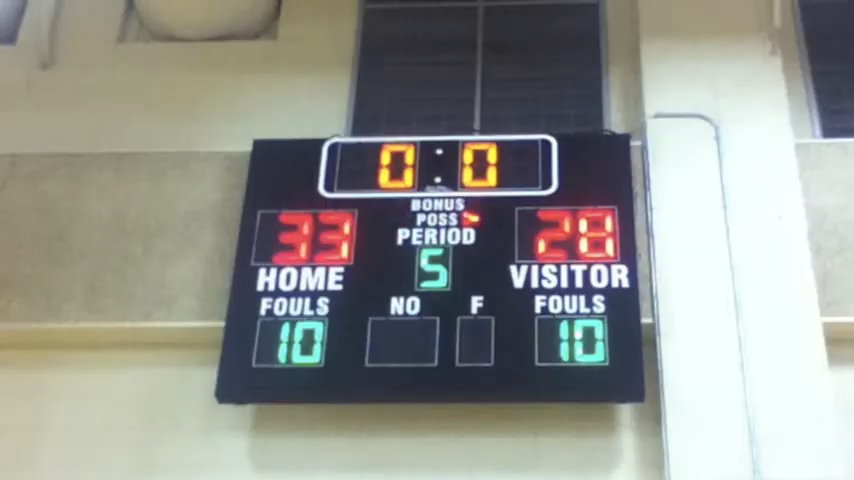 0:0
BONUS
POSS
33 PERIOD 28
HOME 5 VISITOR
FOULS NO F FOULS
10 10